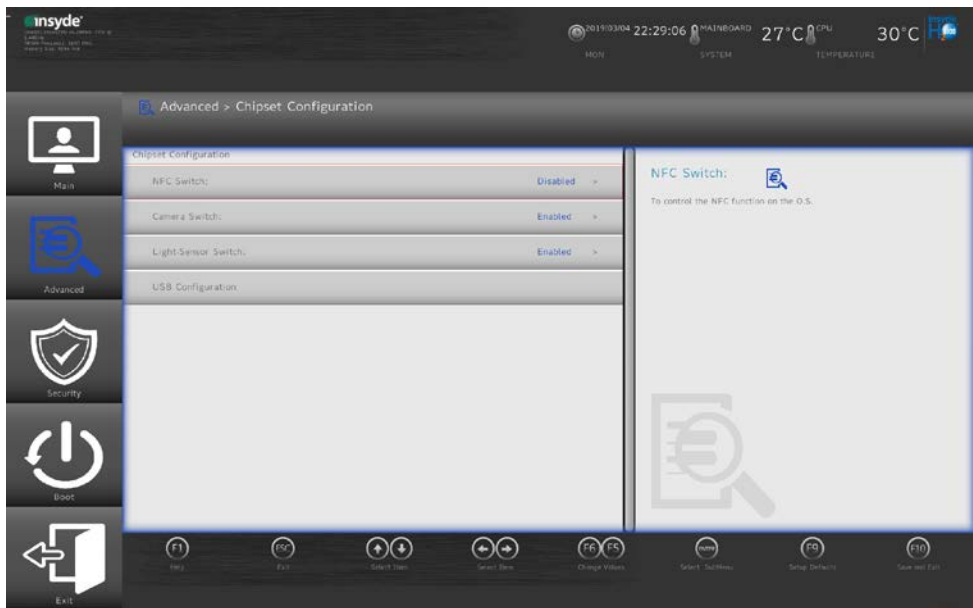 insyde
2019/03/04 22:29:06 MAINBOARD 27°C CPU 30°C
MON SYSTEM TEMPERATURE
Advanced > Chipset Configuration
Chipset Configuration
NFC Switch: Disabled >
Camera Switch: Enabled >
Light-Sensor Switch: Enabled >
USB Configuration
NFC Switch:
To control the NFC function on the O.S.
Main
Advanced
Security
Boot
Exit
F1 ESC F6 F5 F9 F10
Help Exit Select Item Select Item Change Values Select SubMenu Setup Defaults Save and Exit